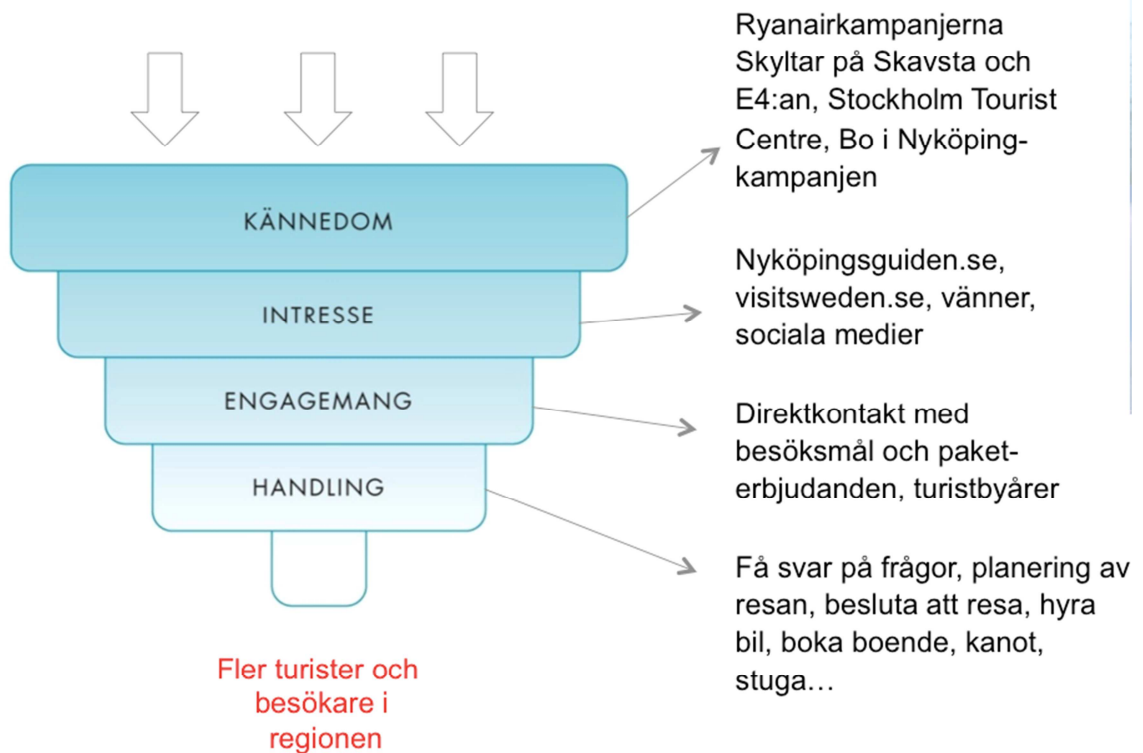 Ryanairkampanjerna
Skyltar på Skavsta och
E4:an, Stockholm Tourist
Centre, Bo i Nyköping-
kampanjen
KÄNNEDOM
Nyköpingsguiden.se,
visitsweden.se, vänner,
sociala medier
INTRESSE
ENGAGEMANG
Direktkontakt med
besöksmål och paket-
erbjudanden, turistbyårer
HANDLING
Få svar på frågor, planering av
resan, besluta att resa, hyra
bil, boka boende, kanot,
stuga…
Fler turister och
besökare i
regionen